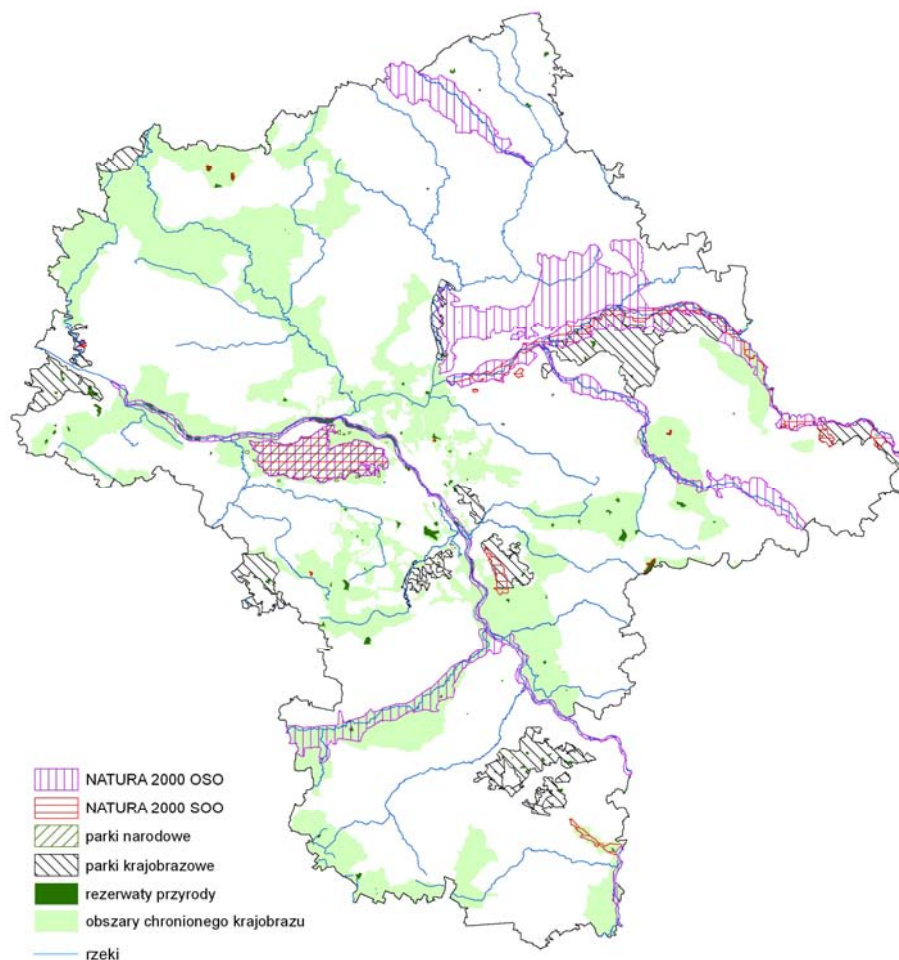 NATURA 2000 OSO
NATURA 2000 SOO
parki narodowe
parki krajobrazowe
rezerwaty przyrody
obszary chronionego krajobrazu
rzeki